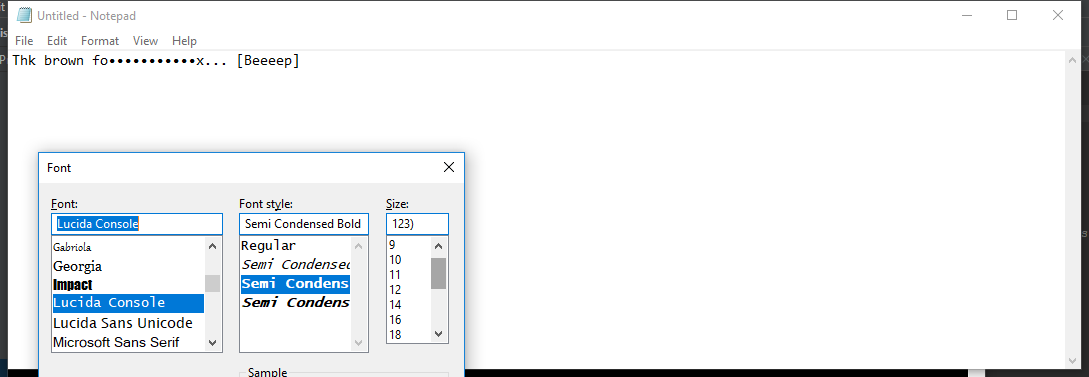 Untitled - Notepad
File Edit Format View Help
Thk brown fo•••••••••••x... [Beeeep]
Font
Font: Font style: Size:
Lucida Console Semi Condensed Bold 123)
Gabriola Regular 9
Georgia Semi Condensed 10
Impact Semi Condens 11
Lucida Console Semi Condens 12
Lucida Sans Unicode 14
Microsoft Sans Serif 16
18
Sample